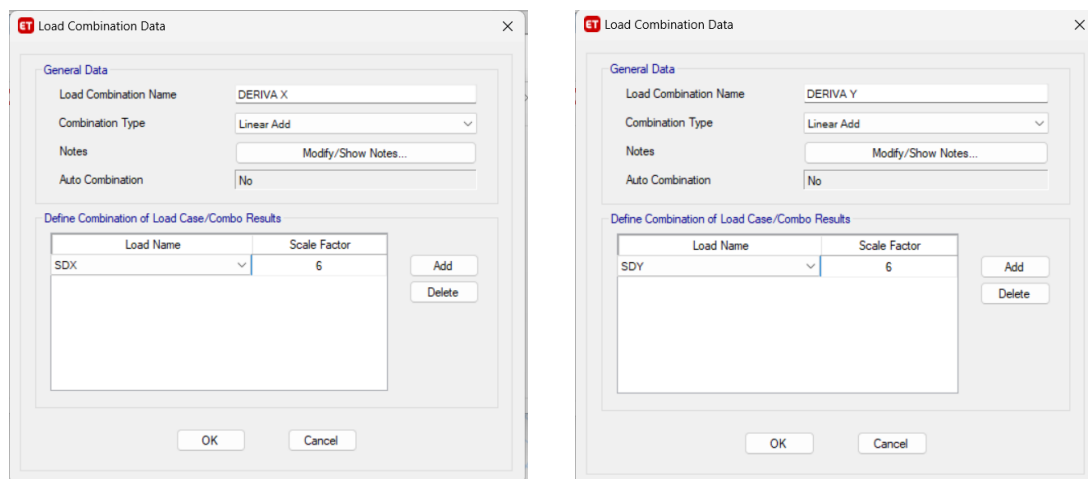 ET Load Combination Data
General Data
Load Combination Name DERIVA X
Combination Type Linear Add
Notes Modify/Show Notes...
Auto Combination No
Define Combination of Load Case/Combo Results
Load Name Scale Factor
SDX 6 Add
Delete
OK Cancel
ET Load Combination Data
General Data
Load Combination Name DERIVA Y
Combination Type Linear Add
Notes Modify/Show Notes...
Auto Combination No
Define Combination of Load Case/Combo Results
Load Name Scale Factor
SDY 6 Add
Delete
OK Cancel